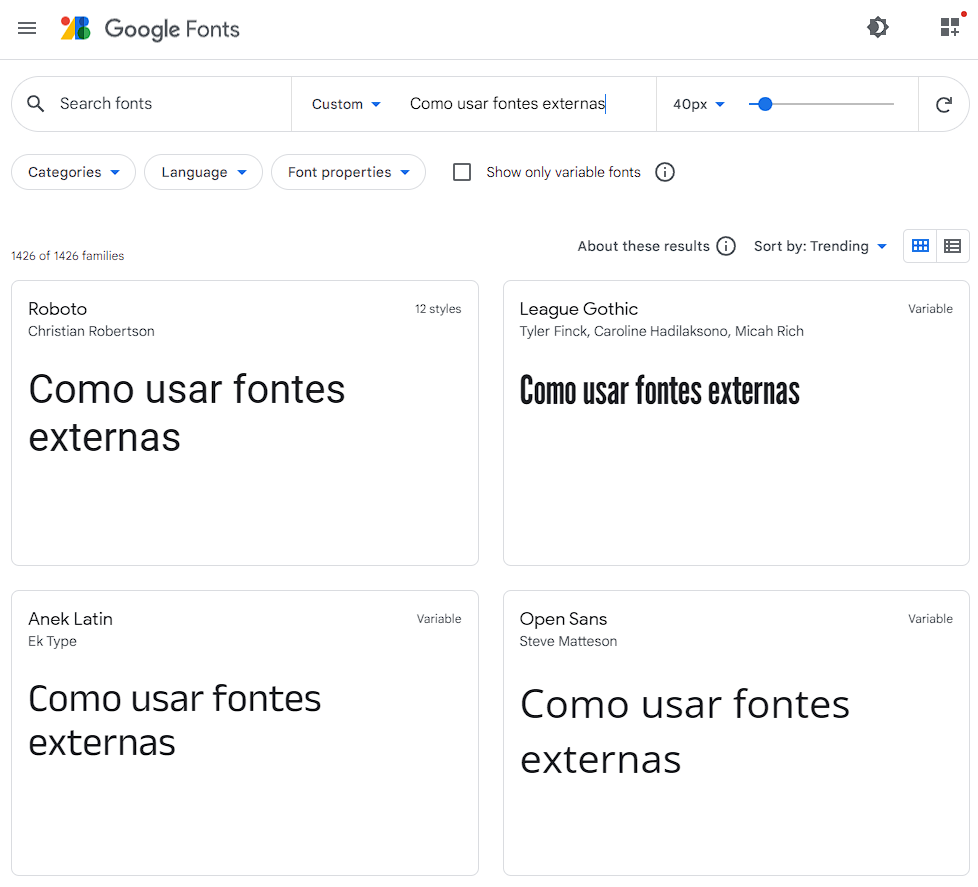 Google Fonts
Search fonts
Custom
Como usar fontes externas
40px
Categories
Language
Font properties
Show only variable fonts
1426 of 1426 families
About these results
Sort by: Trending
Roboto
12 styles
Christian Robertson
Como usar fontes
externas
League Gothic
Variable
Tyler Finck, Caroline Hadilaksono, Micah Rich
Como usar fontes externas
Anek Latin
Variable
Ek Type
Como usar fontes
externas
Open Sans
Variable
Steve Matteson
Como usar fontes
externas